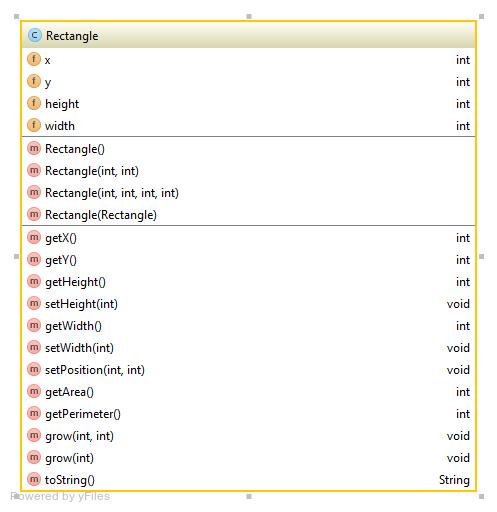 C Rectangle
f x int
f y int
f height int
f width int
m Rectangle()
m Rectangle(int, int)
m Rectangle(int, int, int, int)
m Rectangle(Rectangle)
m getX() int
m getY() int
m getHeight() int
m setHeight(int) void
m getWidth() int
m setWidth(int) void
m setPosition(int, int) void
m getArea() int
m getPerimeter() int
m grow(int, int) void
m grow(int) void
m toString() String
Powered by yFiles